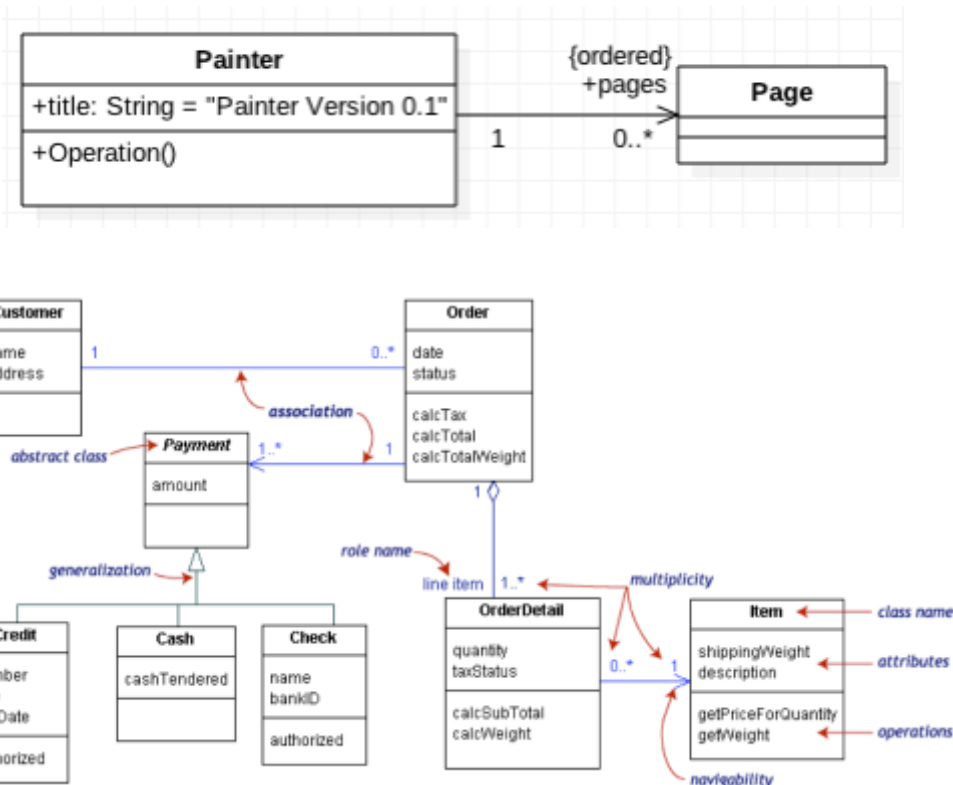 Painter
+title: String = "Painter Version 0.1"
+Operation()
{ordered}
+pages
1
0..*
Page
ustomer
ame
ddress
1
0..*
Order
date
status
calcTax
calcTotal
calcTotalWeight
association
abstract class
Payment
amount
1..*
1
1
generalization
role name
line item
1..*
multiplicity
redit
ber
Date
orized
Cash
cashTendered
Check
name
bankID
authorized
OrderDetail
quantity
taxStatus
calcSubTotal
calcWeight
0..*
1
Item
shippingWeight
description
getPriceForQuantity
getWeight
class name
attributes
operations
navigability